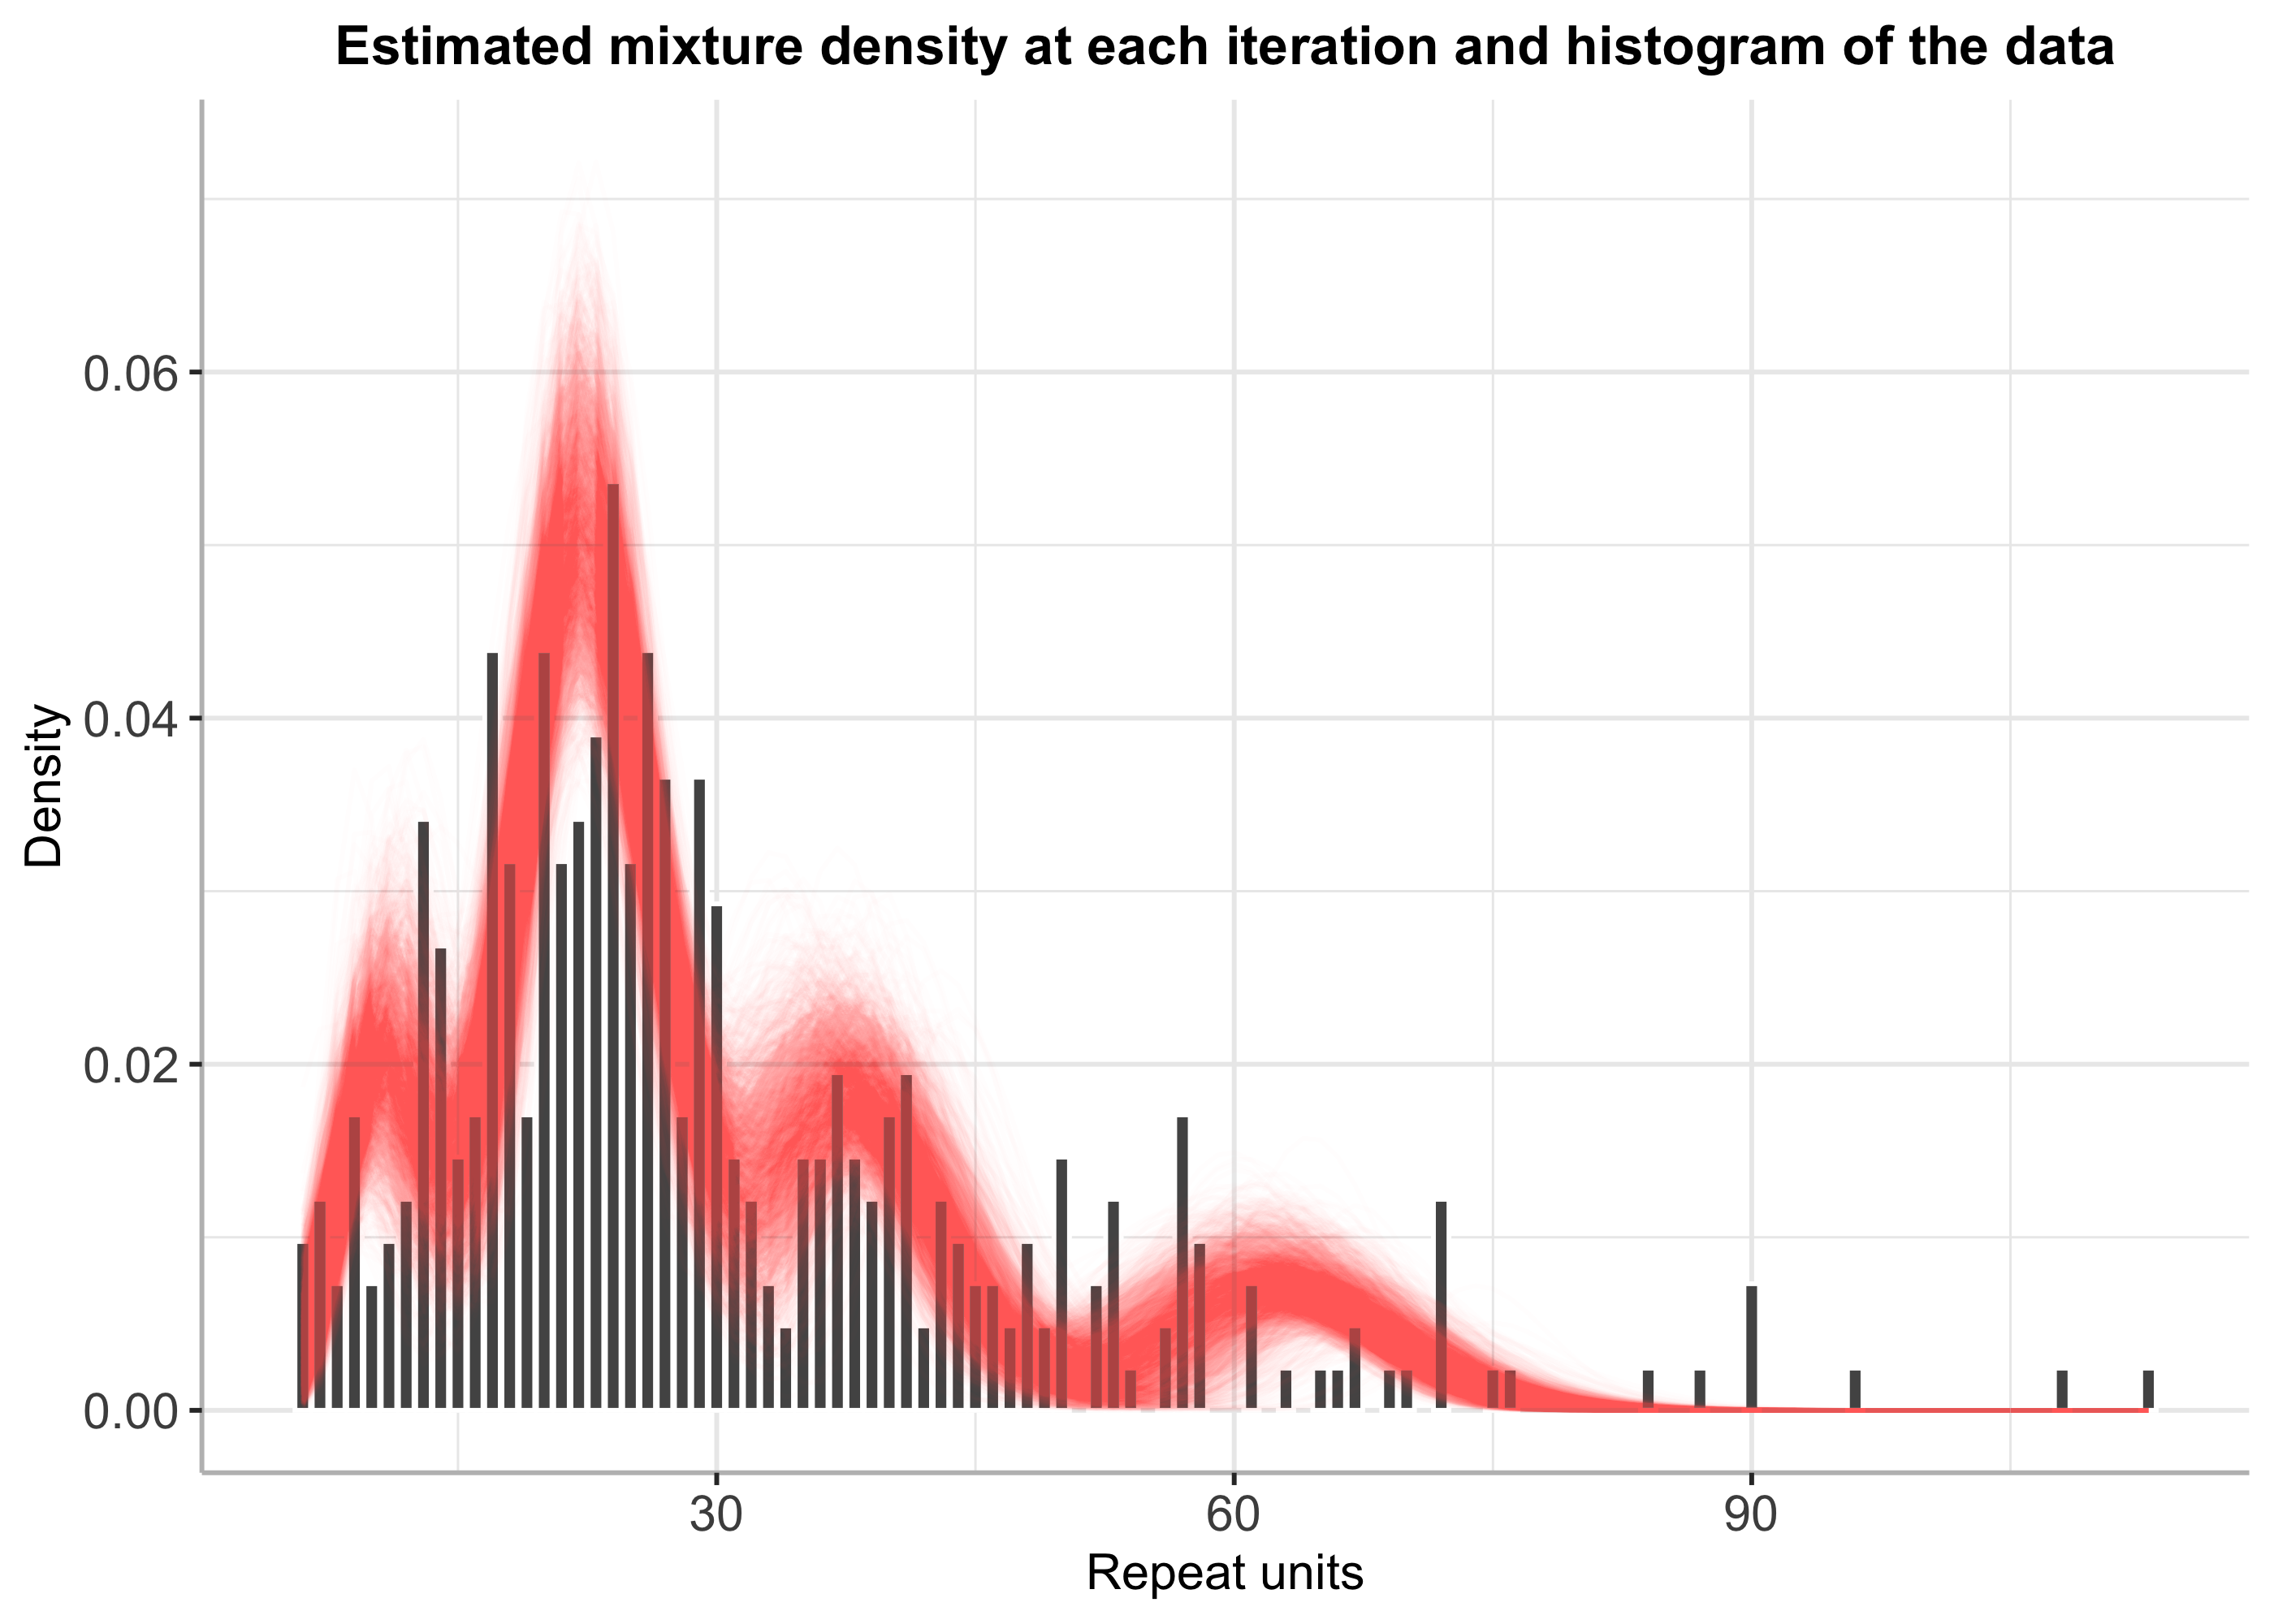 Estimated mixture density at each iteration and histogram of the data
Density
0.06
0.04
0.02
0.00
30 60 90
Repeat units